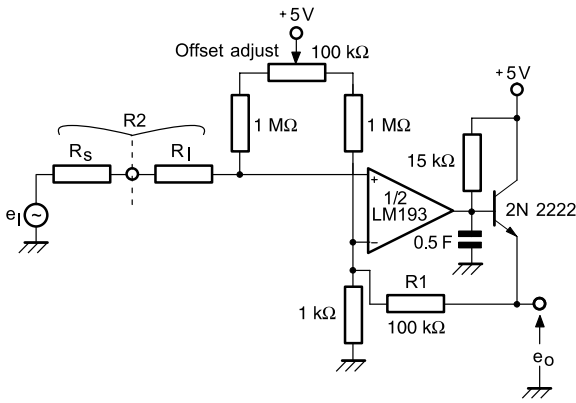 +5V
Offset adjust
100 kΩ
+5V
R2
1 MΩ
1 MΩ
Rs
RI
15 kΩ
+
1/2
LM193
2N 2222
eI
~
−
0.5 F
R1
1 kΩ
100 kΩ
eo